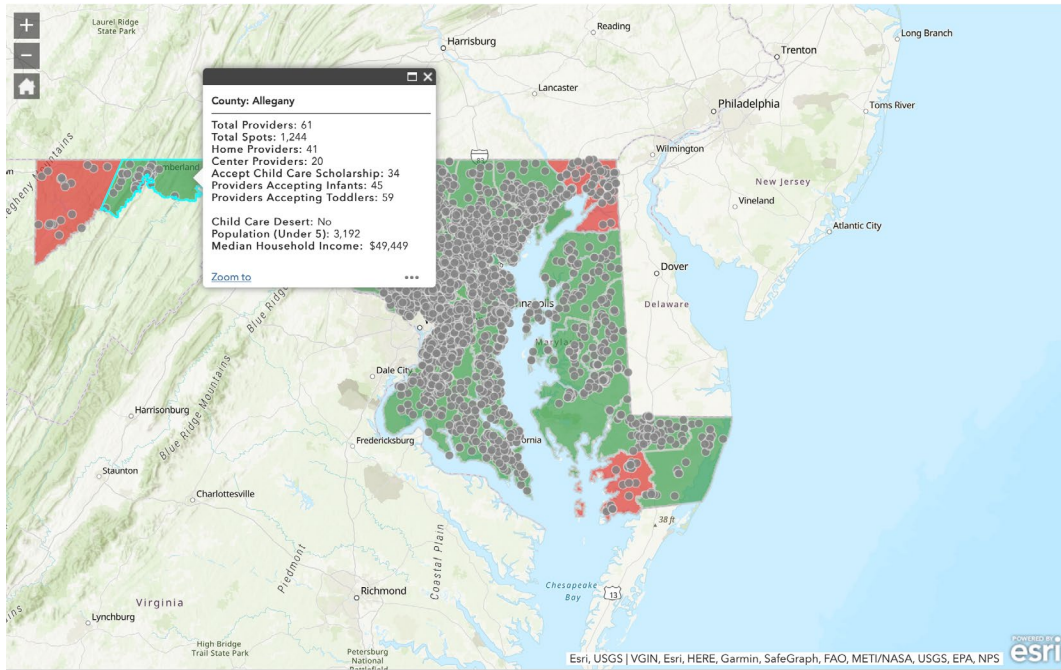 Laurel Ridge
State Park
Harrisburg
Reading
Trenton
Long Branch
Lancaster
Philadelphia
Toms River
Wilmington
New Jersey
Vineland
Atlantic City
Dover
Delaware
County: Allegany
Total Providers: 61
Total Spots: 1,244
Home Providers: 41
Center Providers: 20
Accept Child Care Scholarship: 34
Providers Accepting Infants: 45
Providers Accepting Toddlers: 59
Child Care Desert: No
Population (Under 5): 3,192
Median Household Income: $49,449
Zoom to
Blue Ridge
Blue Ridge Mountains
Dale City
Harrisonburg
Fredericksburg
Staunton
Charlottesville
38 ft
Piedmont
Coastal Plain
Chesapeake
Bay
13
Richmond
Virginia
Lynchburg
High Bridge
Trail State Park
Petersburg
National
Esri, USGS | VGIN, Esri, HERE, Garmin, SafeGraph, FAO, METI/NASA, USGS, EPA, NPS
POWERED BY
esri